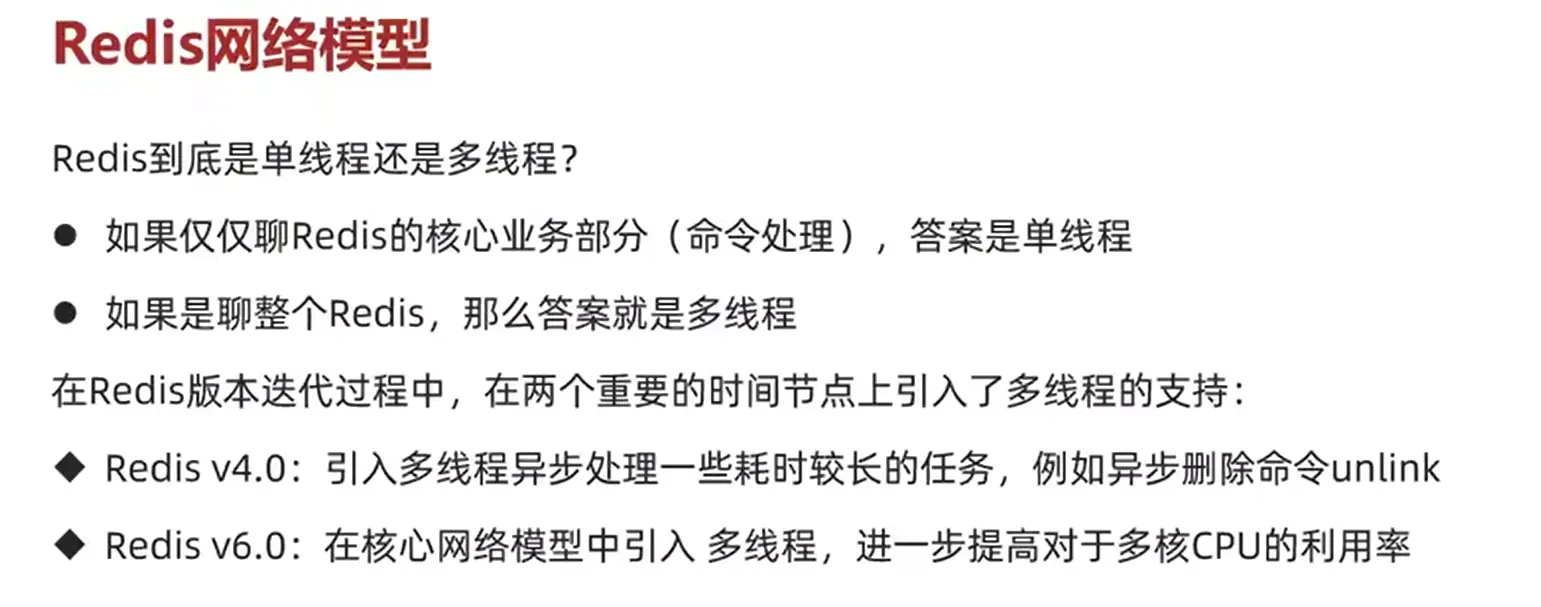 Redis网络模型
Redis到底是单线程还是多线程？
● 如果仅仅聊Redis的核心业务部分（命令处理），答案是单线程
● 如果是聊整个Redis，那么答案就是多线程
在Redis版本迭代过程中，在两个重要的时间节点上引入了多线程的支持：
◆ Redis v4.0：引入多线程异步处理一些耗时较长的任务，例如异步删除命令unlink
◆ Redis v6.0：在核心网络模型中引入 多线程，进一步提高对于多核CPU的利用率